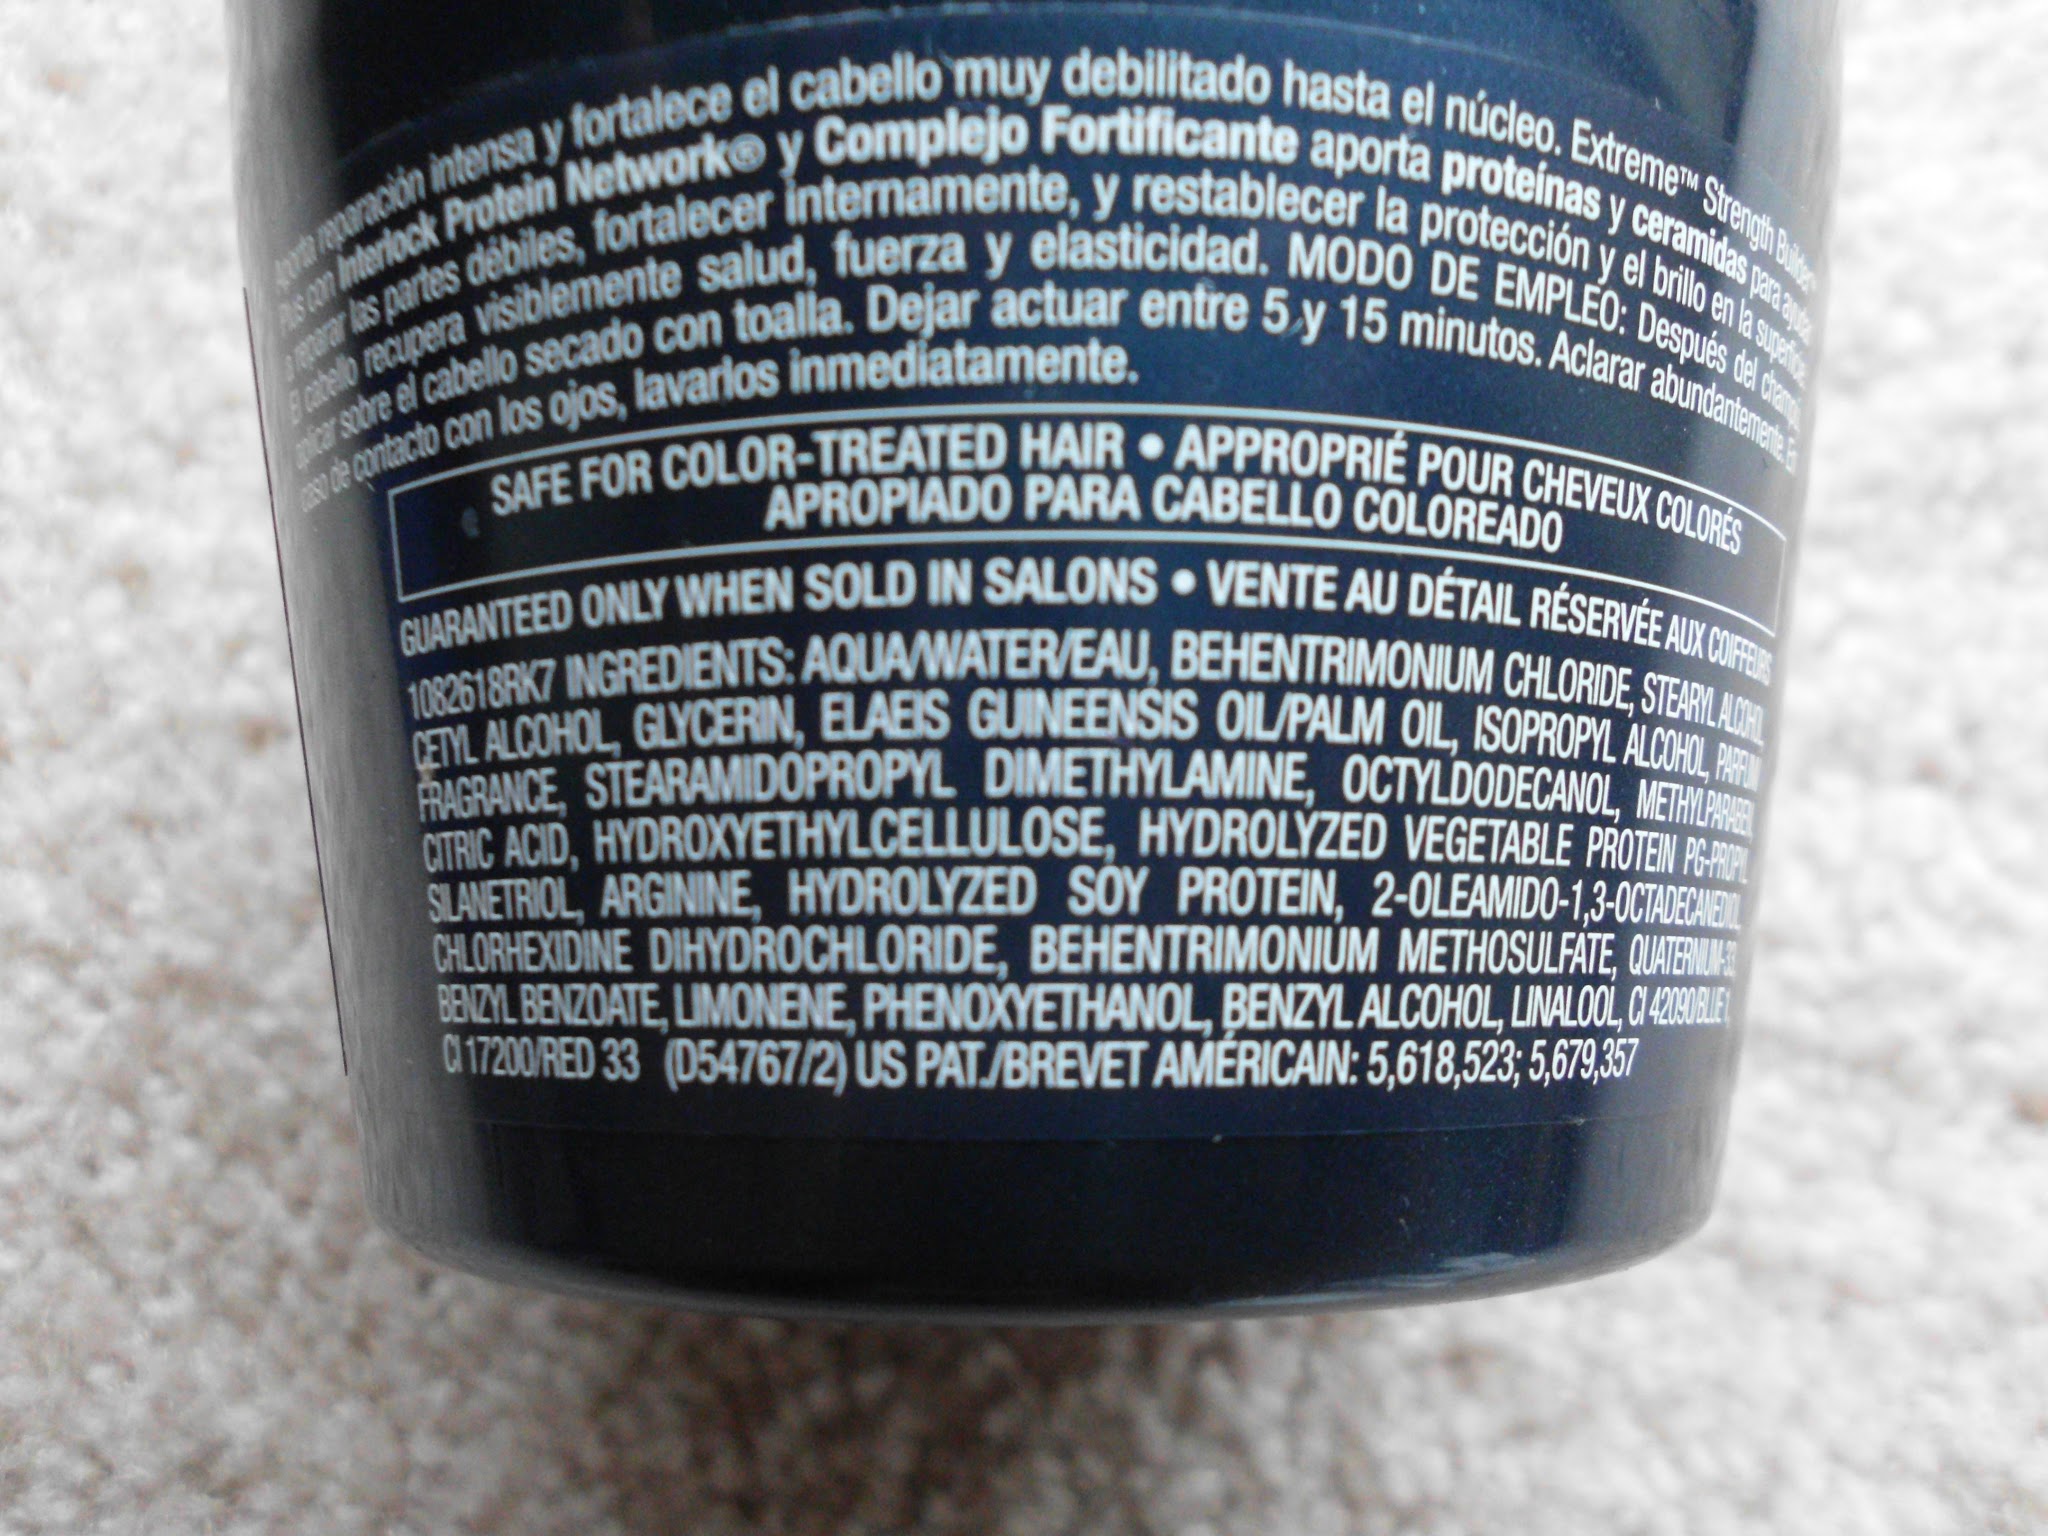 Aporta reparación intensa y fortalece el cabello muy debilitado hasta el núcleo. Extreme™ Strength Builder™
Plus con Interlock Protein Network® y Complejo Fortificante aporta proteínas y ceramidas para ayudar
a reparar las partes débiles, fortalecer internamente, y restablecer la protección y el brillo en la superficie.
El cabello recupera visiblemente salud, fuerza y elasticidad. MODO DE EMPLEO: Después del champú,
aplicar sobre el cabello secado con toalla. Dejar actuar entre 5 y 15 minutos. Aclarar abundantemente. En
caso de contacto con los ojos, lavarlos inmediatamente.
SAFE FOR COLOR-TREATED HAIR • APPROPRIÉ POUR CHEVEUX COLORÉS
APROPIADO PARA CABELLO COLOREADO
GUARANTEED ONLY WHEN SOLD IN SALONS • VENTE AU DÉTAIL RÉSERVÉE AUX COIFFEURS
1082618RK7 INGREDIENTS: AQUA/WATER/EAU, BEHENTRIMONIUM CHLORIDE, STEARYL ALCOHOL,
CETYL ALCOHOL, GLYCERIN, ELAEIS GUINEENSIS OIL/PALM OIL, ISOPROPYL ALCOHOL, PARFUM/
FRAGRANCE, STEARAMIDOPROPYL DIMETHYLAMINE, OCTYLDODECANOL, METHYLPARABEN,
CITRIC ACID, HYDROXYETHYLCELLULOSE, HYDROLYZED VEGETABLE PROTEIN PG-PROPYL
SILANETRIOL, ARGININE, HYDROLYZED SOY PROTEIN, 2-OLEAMIDO-1,3-OCTADECANEDIOL,
CHLORHEXIDINE DIHYDROCHLORIDE, BEHENTRIMONIUM METHOSULFATE, QUATERNIUM-33,
BENZYL BENZOATE, LIMONENE, PHENOXYETHANOL, BENZYL ALCOHOL, LINALOOL, CI 42090/BLUE 1,
CI 17200/RED 33 (D54767/2) US PAT./BREVET AMÉRICAIN: 5,618,523; 5,679,357